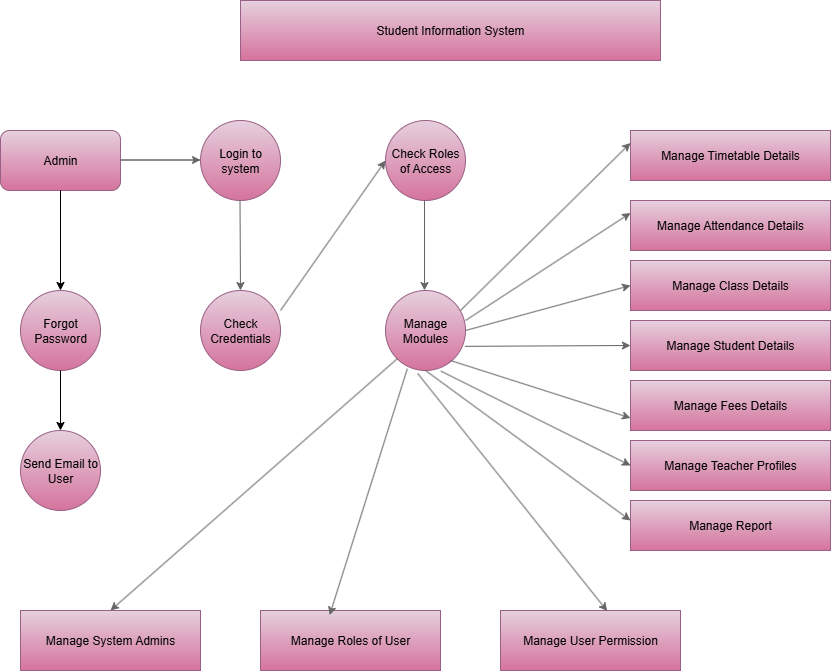 Student Information System
Admin
Login to
system
Check Roles
of Access
Manage Timetable Details
Manage Attendance Details
Manage Class Details
Forgot
Password
Check
Credentials
Manage
Modules
Manage Student Details
Manage Fees Details
Send Email to
User
Manage Teacher Profiles
Manage Report
Manage System Admins
Manage Roles of User
Manage User Permission